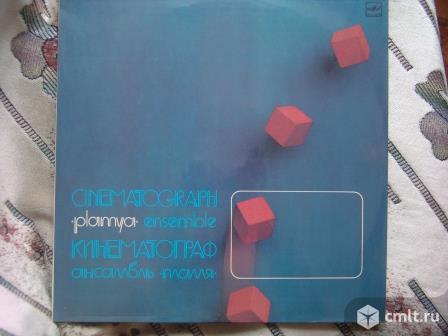 CINEMATOGRAPH
·plamya· ensemble
КИНЕМАТОГРАФ
ансамбль ·пламя·
cmlt.ru